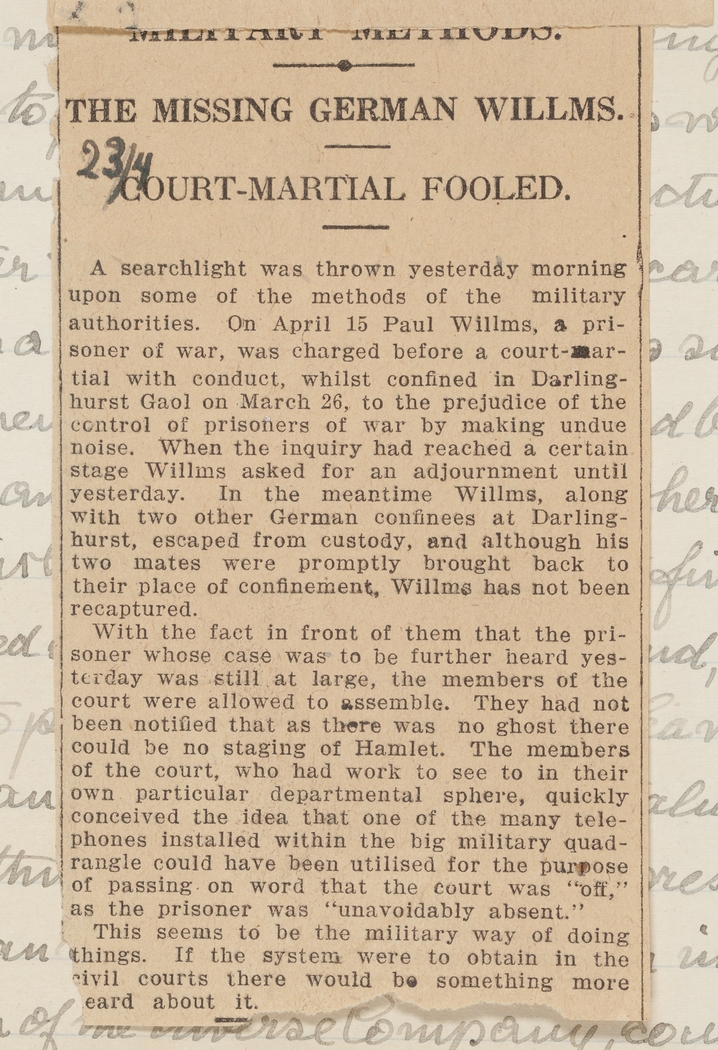 MILITARY METHODS.
THE MISSING GERMAN WILLMS.
23/4
COURT-MARTIAL FOOLED.
A searchlight was thrown yesterday morning
upon some of the methods of the military
authorities. On April 15 Paul Willms, a pri-
soner of war, was charged before a court-mar-
tial with conduct, whilst confined in Darling-
hurst Gaol on March 26, to the prejudice of the
control of prisoners of war by making undue
noise. When the inquiry had reached a certain
stage Willms asked for an adjournment until
yesterday. In the meantime Willms, along
with two other German confinees at Darling-
hurst, escaped from custody, and although his
two mates were promptly brought back to
their place of confinement, Willms has not been
recaptured.
With the fact in front of them that the pri-
soner whose case was to be further heard yes-
terday was still at large, the members of the
court were allowed to assemble. They had not
been notified that as there was no ghost there
could be no staging of Hamlet. The members
of the court, who had work to see to in their
own particular departmental sphere, quickly
conceived the idea that one of the many tele-
phones installed within the big military quad-
rangle could have been utilised for the purpose
of passing on word that the court was "off,"
as the prisoner was "unavoidably absent."
This seems to be the military way of doing
things. If the system were to obtain in the
civil courts there would be something more
eard about it.
of the Inverse Company, cou